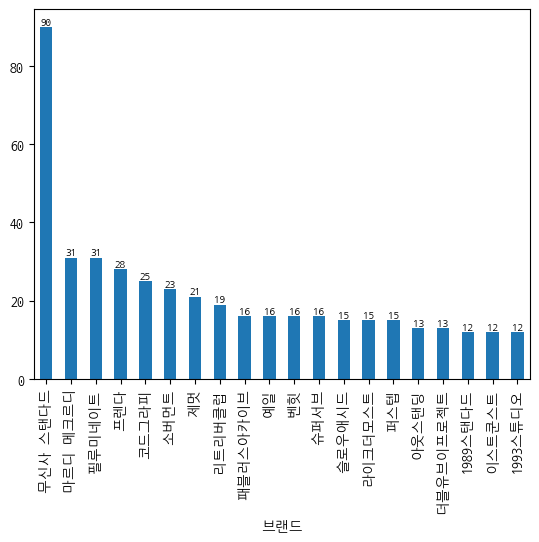 90
31
31
28
25
23
21
19
16
16
16
16
15
15
15
13
13
12
12
12
80
60
40
20
0
무신사 스탠다드
마르디 메크르디
필루미네이트
프렌다
코드그라피
소버먼트
제멋
리트리버클럽
패블러스아카이브
예일
벤힛
슈퍼서브
슬로우애시드
라이크더모스트
퍼스텝
아웃스탠딩
더블유브이프로젝트
1989스탠다드
이스트쿤스트
1993스튜디오
브랜드